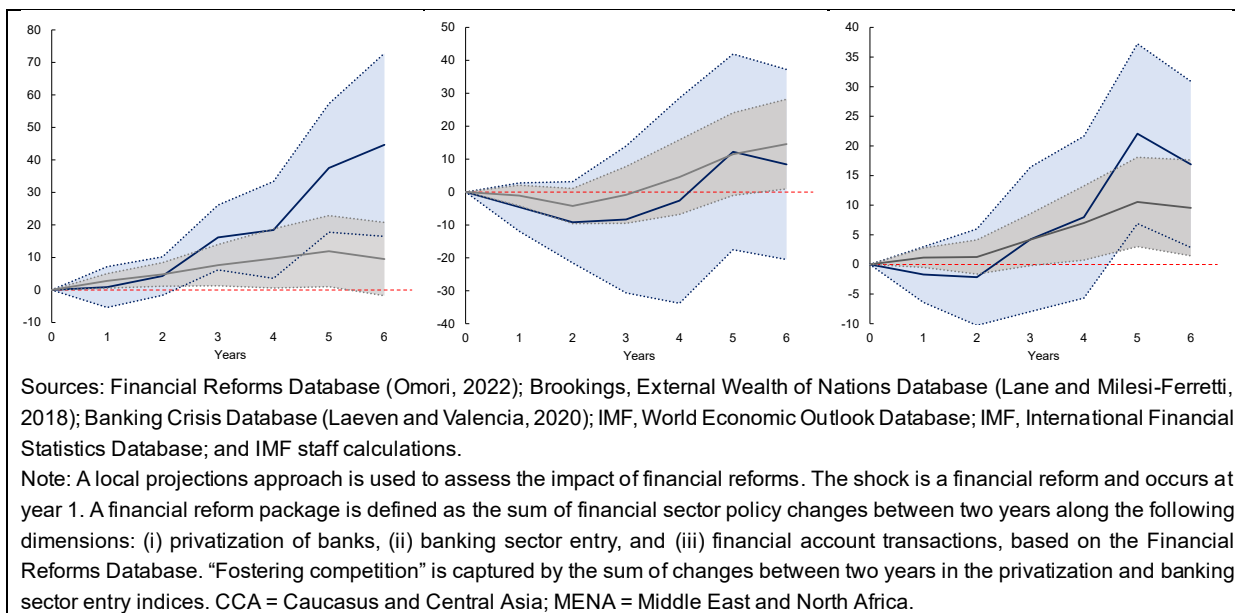 80
70
60
50
40
30
20
10
0
-10
0 1 2 3 4 5 6
Years
50
40
30
20
10
0
-10
-20
-30
-40
0 1 2 3 4 5 6
Years
40
35
30
25
20
15
10
5
0
-5
-10
0 1 2 3 4 5 6
Years
Sources: Financial Reforms Database (Omori, 2022); Brookings, External Wealth of Nations Database (Lane and Milesi-Ferretti,
2018); Banking Crisis Database (Laeven and Valencia, 2020); IMF, World Economic Outlook Database; IMF, International Financial
Statistics Database; and IMF staff calculations.
Note: A local projections approach is used to assess the impact of financial reforms. The shock is a financial reform and occurs at
year 1. A financial reform package is defined as the sum of financial sector policy changes between two years along the following
dimensions: (i) privatization of banks, (ii) banking sector entry, and (iii) financial account transactions, based on the Financial
Reforms Database. “Fostering competition” is captured by the sum of changes between two years in the privatization and banking
sector entry indices. CCA = Caucasus and Central Asia; MENA = Middle East and North Africa.